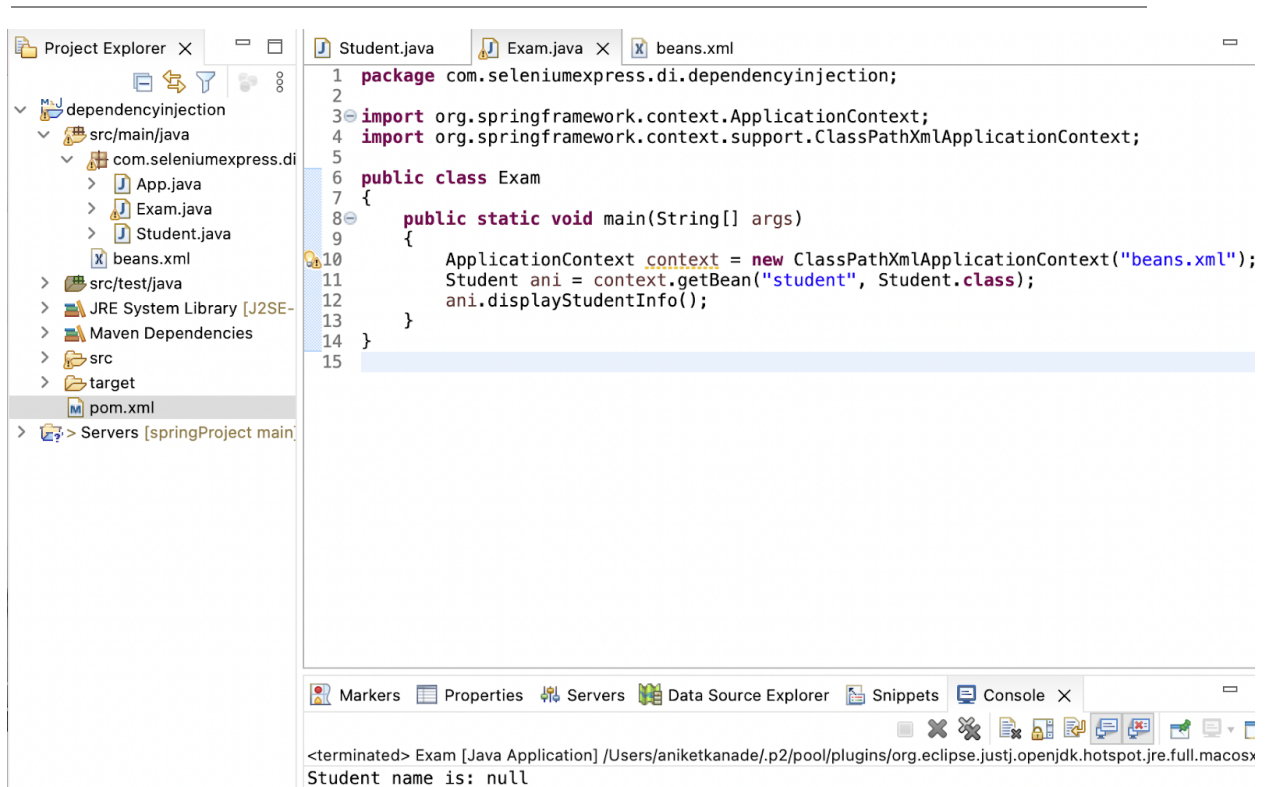 Project Explorer
dependencyinjection
src/main/java
com.seleniumexpress.di
App.java
Exam.java
Student.java
beans.xml
src/test/java
JRE System Library [J2SE-
Maven Dependencies
src
target
pom.xml
> Servers [springProject main]
Student.java Exam.java beans.xml
1 package com.seleniumexpress.di.dependencyinjection;
2
3 import org.springframework.context.ApplicationContext;
4 import org.springframework.context.support.ClassPathXmlApplicationContext;
5
6 public class Exam
7 {
8 public static void main(String[] args)
9 {
10 ApplicationContext context = new ClassPathXmlApplicationContext("beans.xml");
11 Student ani = context.getBean("student", Student.class);
12 ani.displayStudentInfo();
13 }
14 }
15
Markers Properties Servers Data Source Explorer Snippets Console
<terminated> Exam [Java Application] /Users/aniketkanade/.p2/pool/plugins/org.eclipse.justj.openjdk.hotspot.jre.full.macosx
Student name is: null